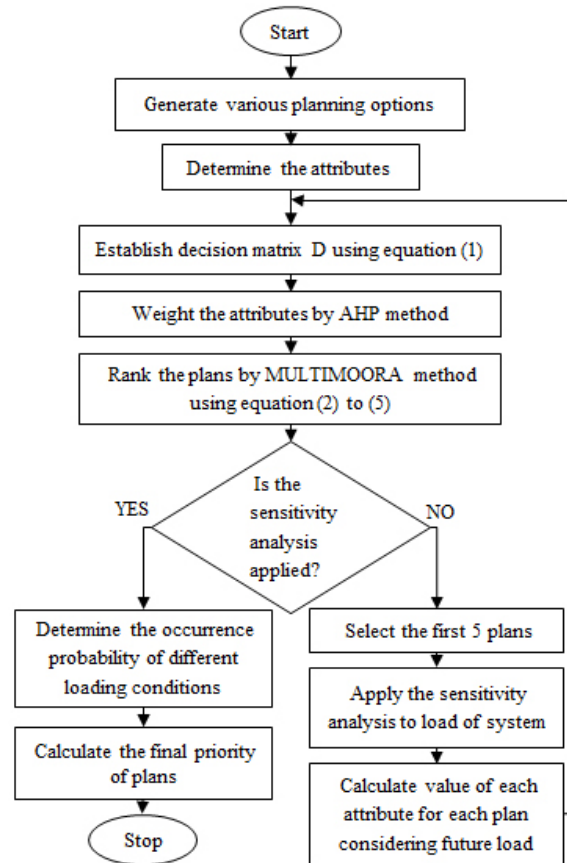 Start
Generate various planning options
Determine the attributes
Establish decision matrix D using equation (1)
Weight the attributes by AHP method
Rank the plans by MULTIMOORA method
using equation (2) to (5)
Is the
sensitivity
analysis
applied?
YES
NO
Determine the occurrence
probability of different
loading conditions
Calculate the final priority
of plans
Stop
Select the first 5 plans
Apply the sensitivity
analysis to load of system
Calculate value of each
attribute for each plan
considering future load